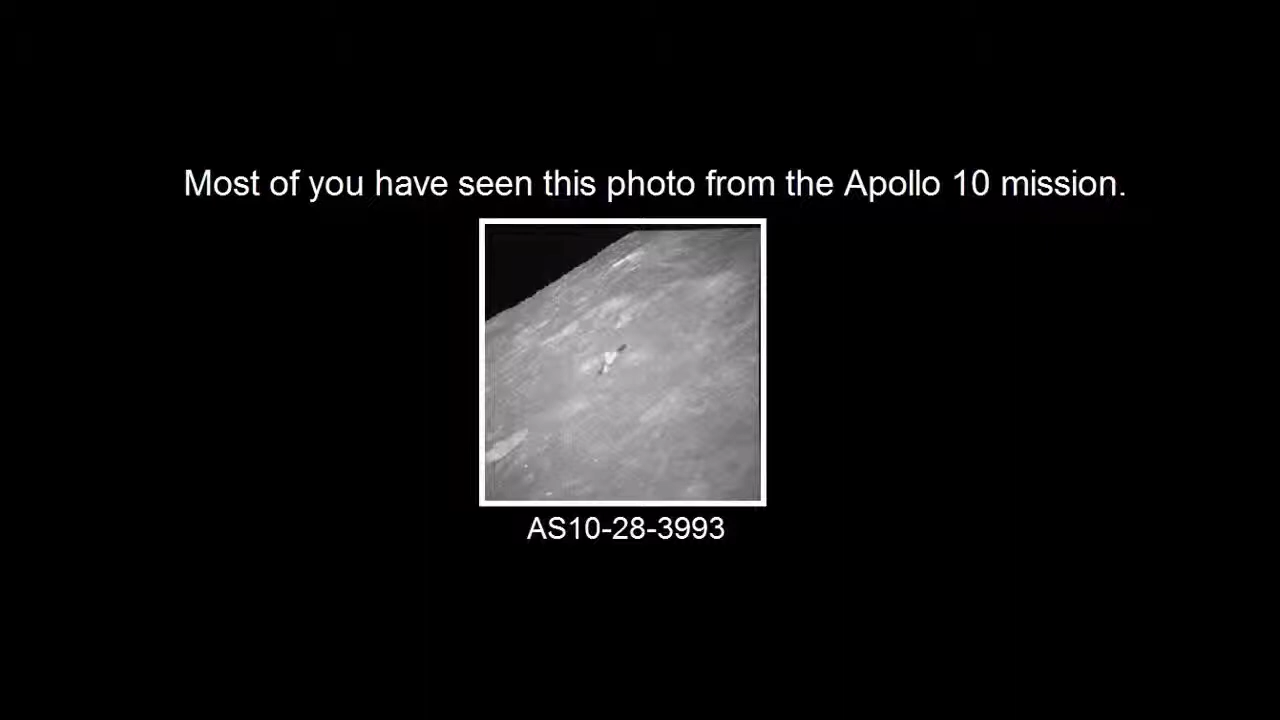 Most of you have seen this photo from the Apollo 10 mission.
AS10-28-3993